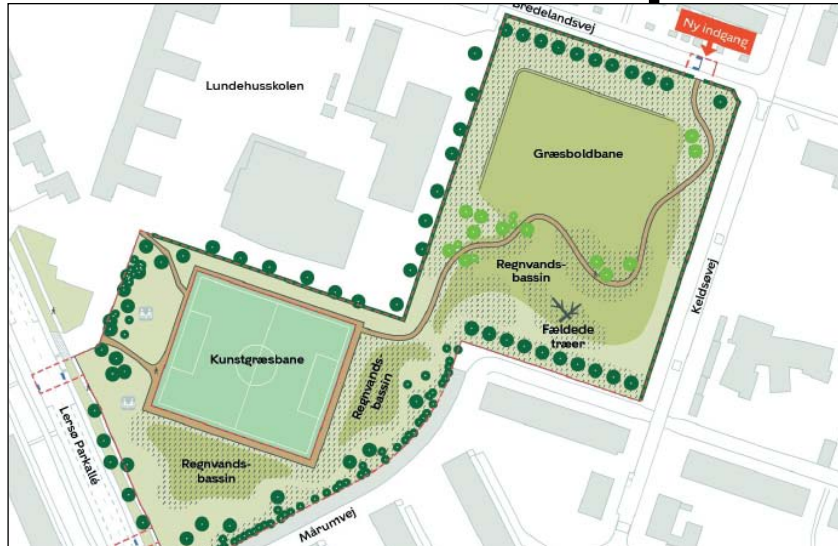 Bredelandsvej
Ny indgang
Lundehusskolen
Græsboldbane
Regnvands-
bassin
Keldsøvej
Fældede
træer
Kunstgræsbane
Regnvands-
bassin
Regnvands-
bassin
Lersø Parkallé
Mårumvej